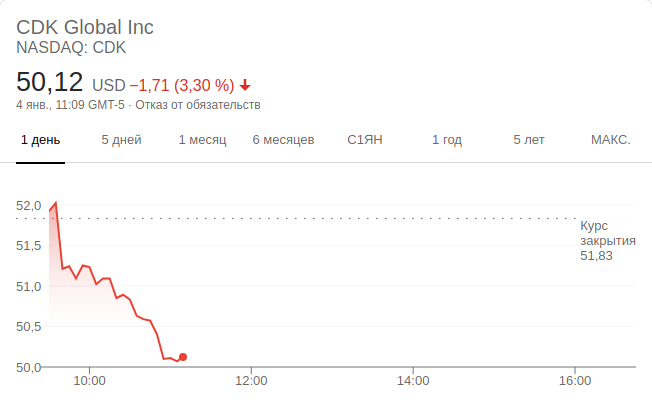 CDK Global Inc
NASDAQ: CDK
50,12 USD −1,71 (3,30 %)
4 янв., 11:09 GMT-5 · Отказ от обязательств
1 день 5 дней 1 месяц 6 месяцев С1ЯН 1 год 5 лет МАКС.
52,0
Курс
закрытия
51,83
51,5
51,0
50,5
50,0
10:00 12:00 14:00 16:00